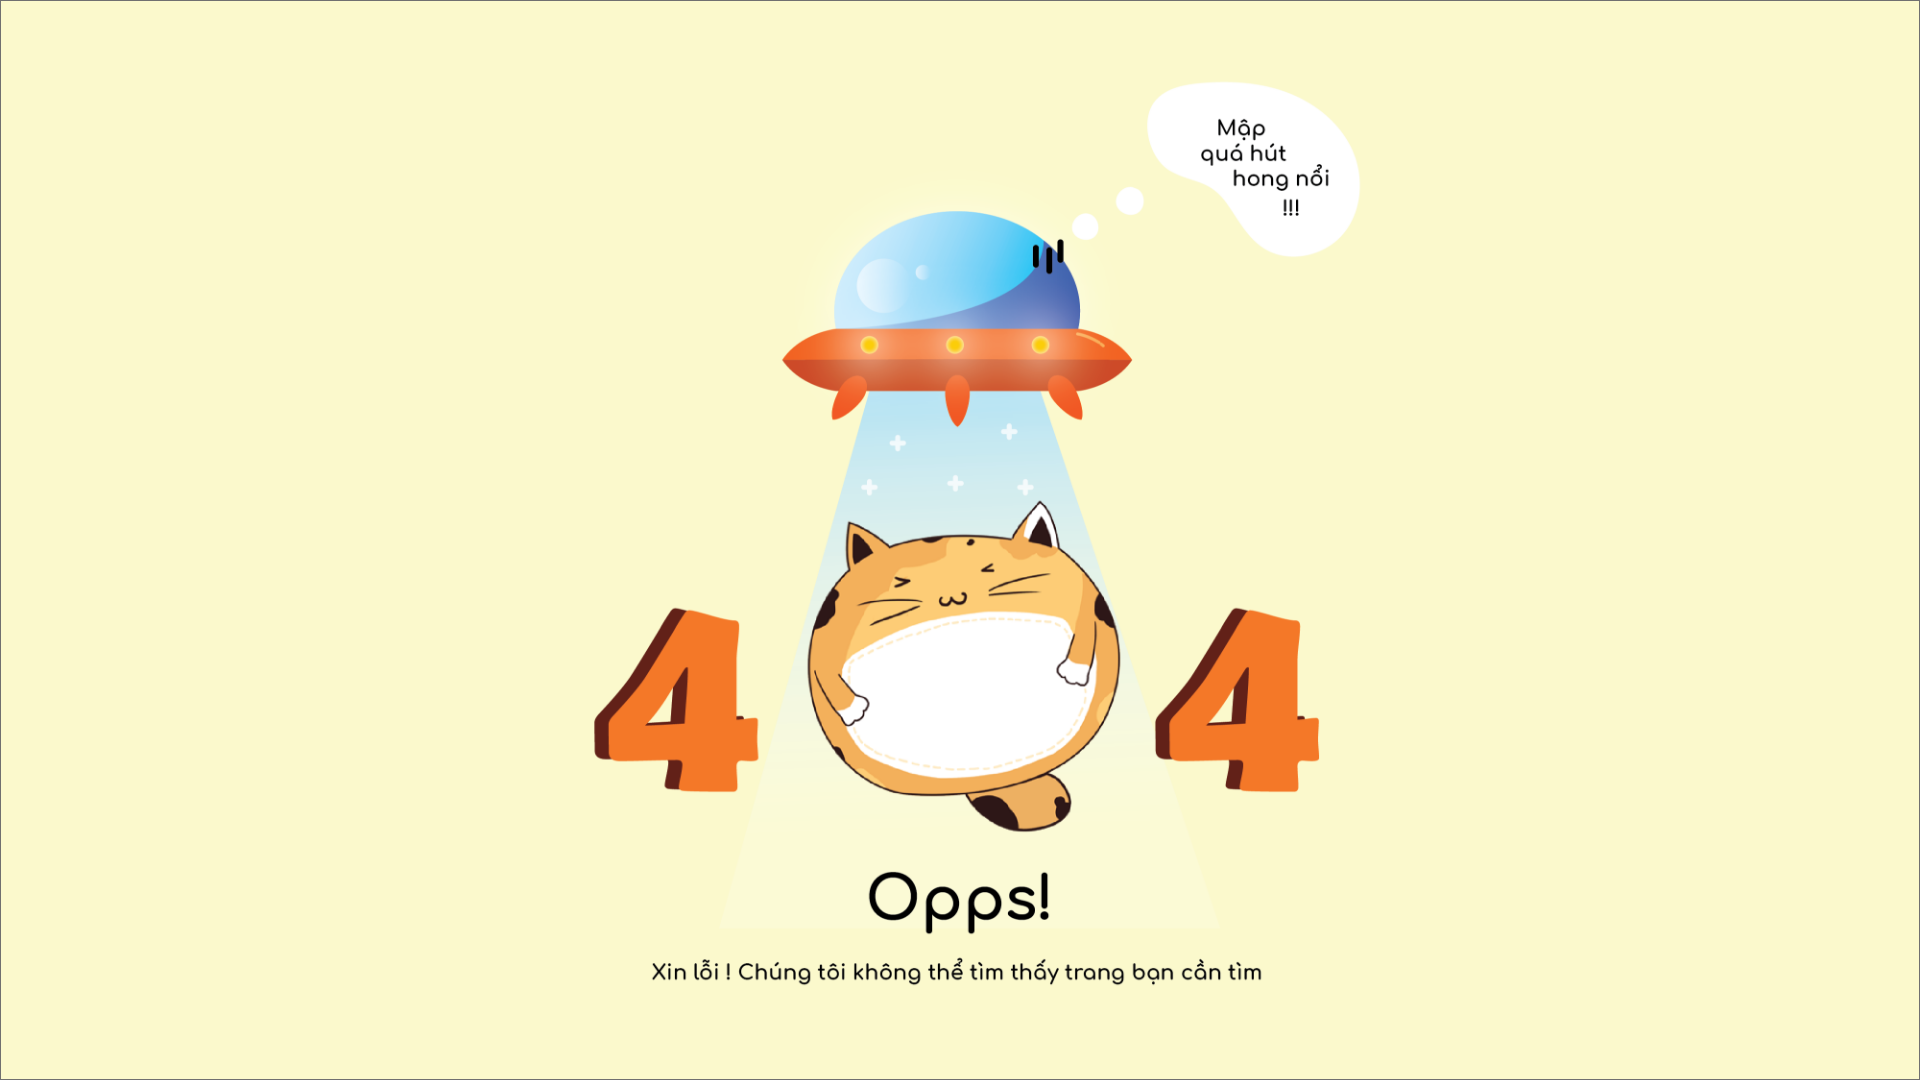 Mập
quá hút
hong nổi
!!!
4 4
Opps!
Xin lỗi ! Chúng tôi không thể tìm thấy trang bạn cần tìm